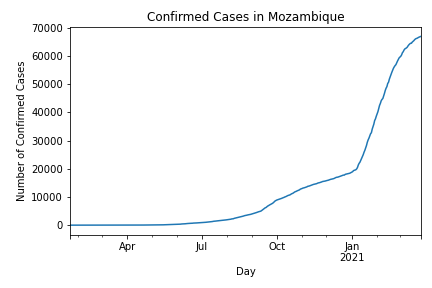 Confirmed Cases in Mozambique
70000
60000
50000
40000
30000
20000
10000
0
Number of Confirmed Cases
Apr Jul Oct Jan
2021
Day